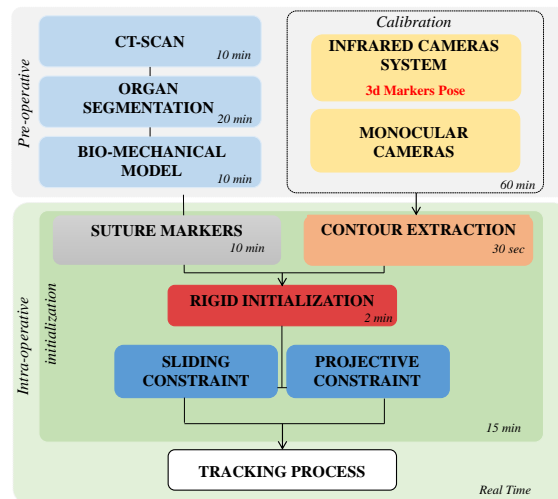 Pre-operative
CT-SCAN
10 min
ORGAN
SEGMENTATION
20 min
BIO-MECHANICAL
MODEL
10 min
Calibration
INFRARED CAMERAS
SYSTEM
3d Markers Pose
MONOCULAR
CAMERAS
60 min
Intra-operative
initialization
SUTURE MARKERS
10 min
CONTOUR EXTRACTION
30 sec
RIGID INITIALIZATION
2 min
SLIDING
CONSTRAINT
PROJECTIVE
CONSTRAINT
15 min
TRACKING PROCESS
Real Time